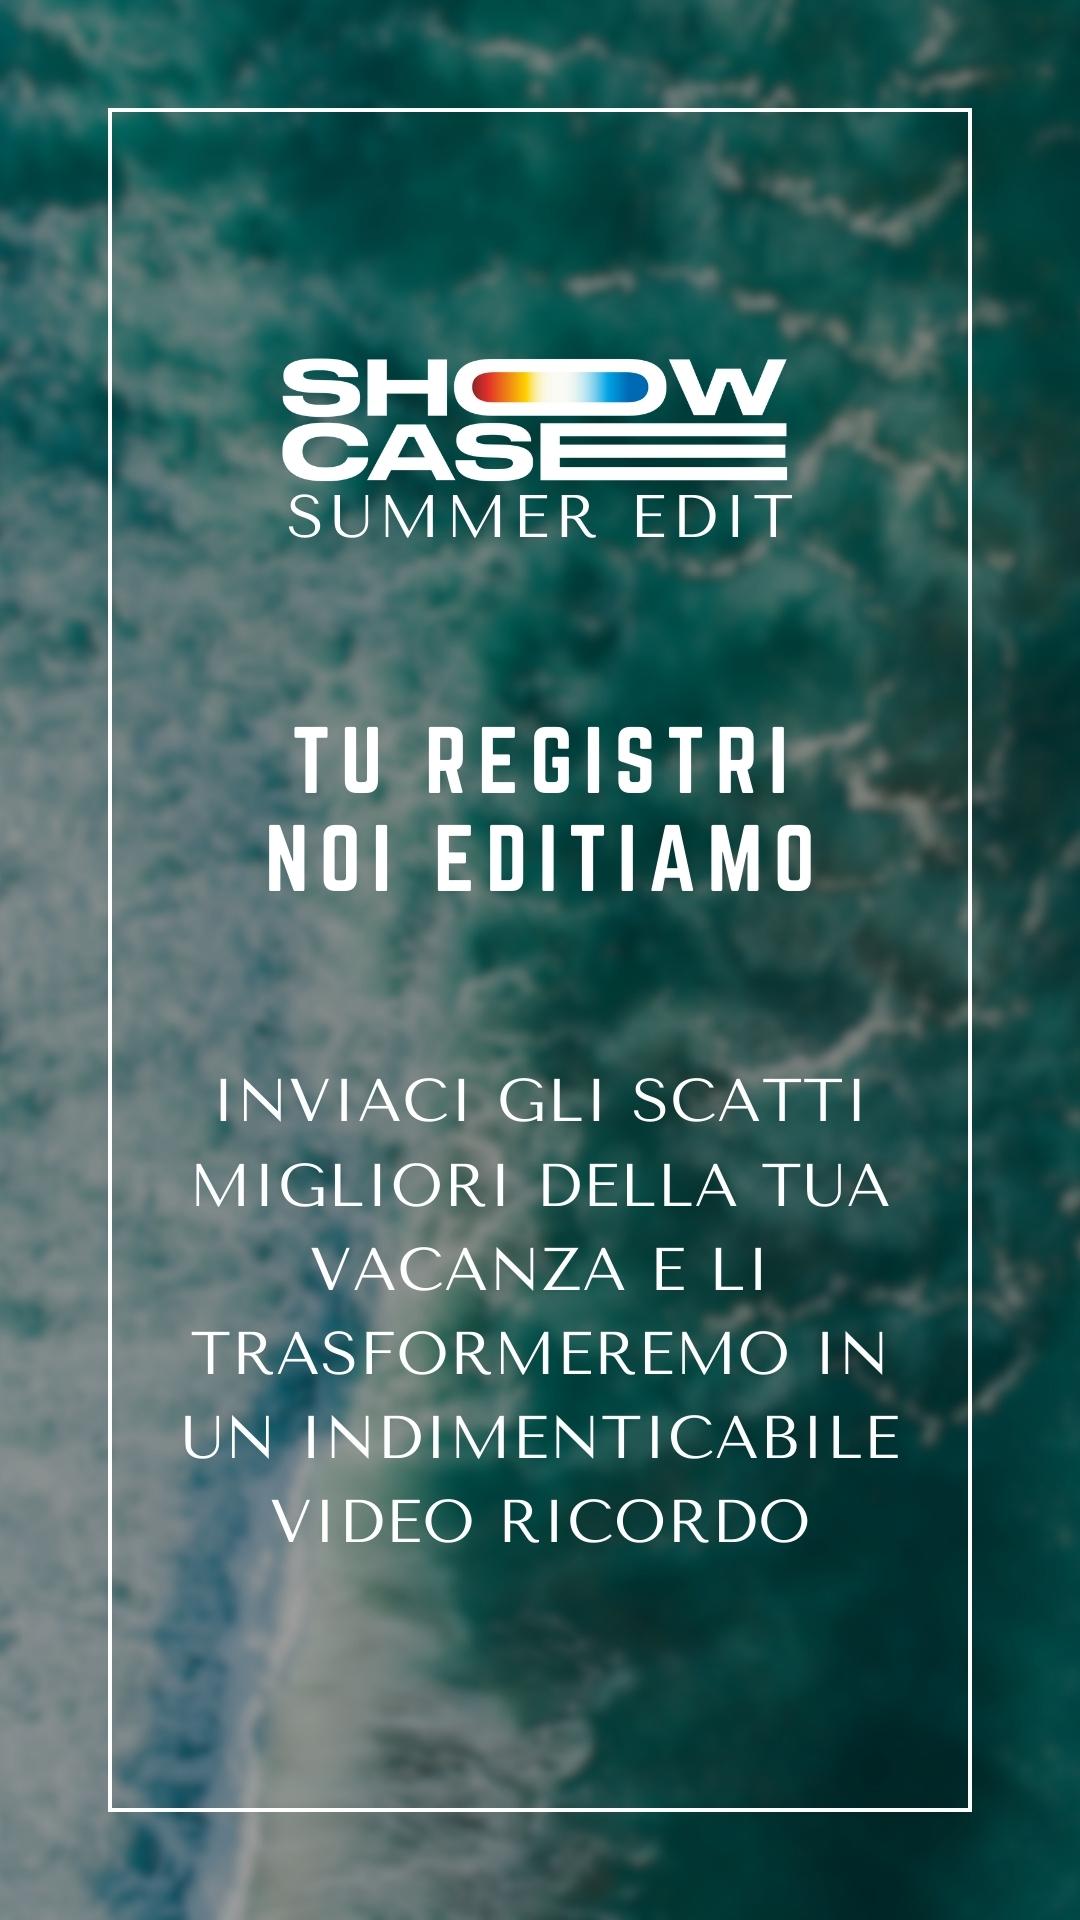 SHOW
CASE
SUMMER EDIT
TU REGISTRI
NOI EDITIAMO
INVIACI GLI SCATTI
MIGLIORI DELLA TUA
VACANZA E LI
TRASFORMEREMO IN
UN INDIMENTICABILE
VIDEO RICORDO